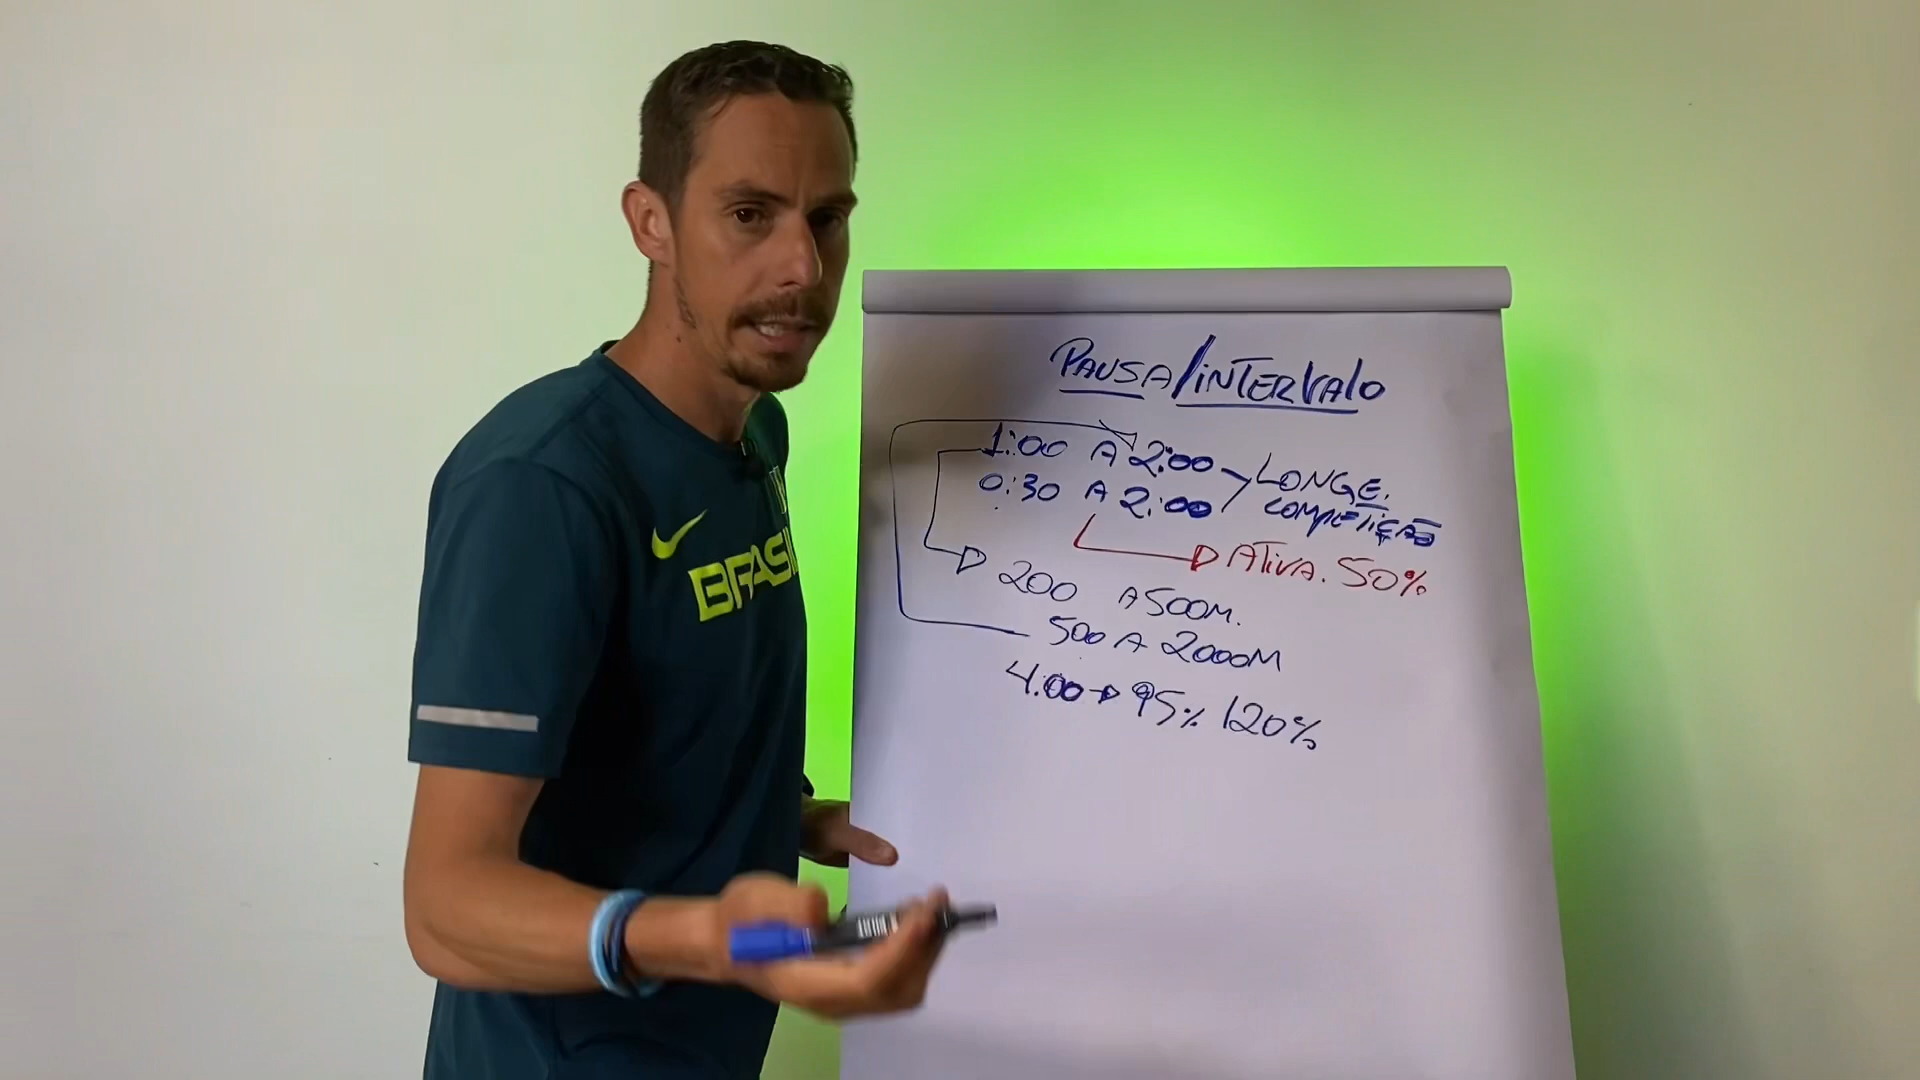 PAUSA/INTERVALO
1:00 A 2:00
LONGE.
0:30 A 2:00
COMPETIÇÃO
ATIVA. 50%
200 A 500M.
500 A 2000M
4.00 → 95% 120%
BRASIL